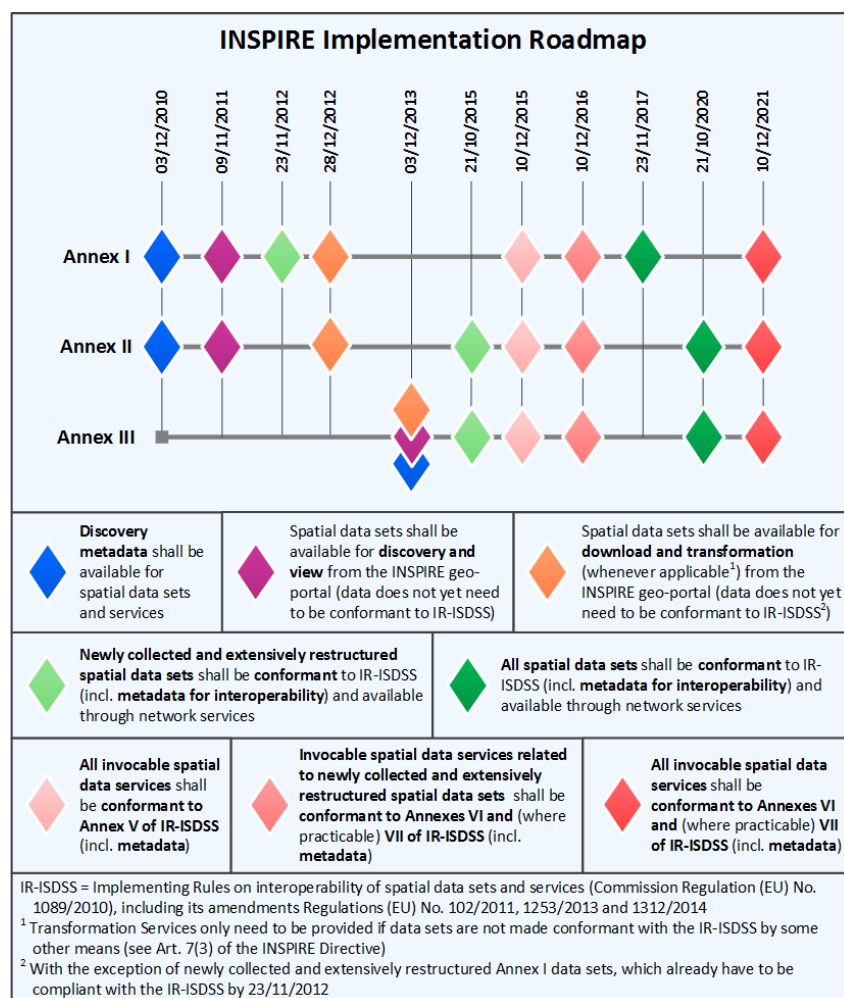 INSPIRE Implementation Roadmap
03/12/2010
09/11/2011
23/11/2012
28/12/2012
03/12/2013
21/10/2015
10/12/2015
10/12/2016
23/11/2017
21/10/2020
10/12/2021
Annex I
Annex II
Annex III
Discovery
metadata shall be
available for
spatial data sets
and services
Spatial data sets shall be
available for discovery and
view from the INSPIRE geo-
portal (data does not yet need
to be conformant to IR-ISDSS)
Spatial data sets shall be available for
download and transformation
(whenever applicable¹) from the
INSPIRE geo-portal (data does not yet
need to be conformant to IR-ISDSS²)
Newly collected and extensively restructured
spatial data sets shall be conformant to IR-ISDSS
(incl. metadata for interoperability) and available
through network services
All spatial data sets shall be conformant to IR-
ISDSS (incl. metadata for interoperability) and
available through network services
All invocable spatial
data services shall
be conformant to
Annex V of IR-ISDSS
(incl. metadata)
Invocable spatial data services related
to newly collected and extensively
restructured spatial data sets shall be
conformant to Annexes VI and (where
practicable) VII of IR-ISDSS (incl.
metadata)
All invocable spatial data
services shall be
conformant to Annexes VI
and (where practicable) VII
of IR-ISDSS (incl. metadata)
IR-ISDSS = Implementing Rules on interoperability of spatial data sets and services (Commission Regulation (EU) No.
1089/2010), including its amendments Regulations (EU) No. 102/2011, 1253/2013 and 1312/2014
¹ Transformation Services only need to be provided if data sets are not made conformant with the IR-ISDSS by some
other means (see Art. 7(3) of the INSPIRE Directive)
² With the exception of newly collected and extensively restructured Annex I data sets, which already have to be
compliant with the IR-ISDSS by 23/11/2012